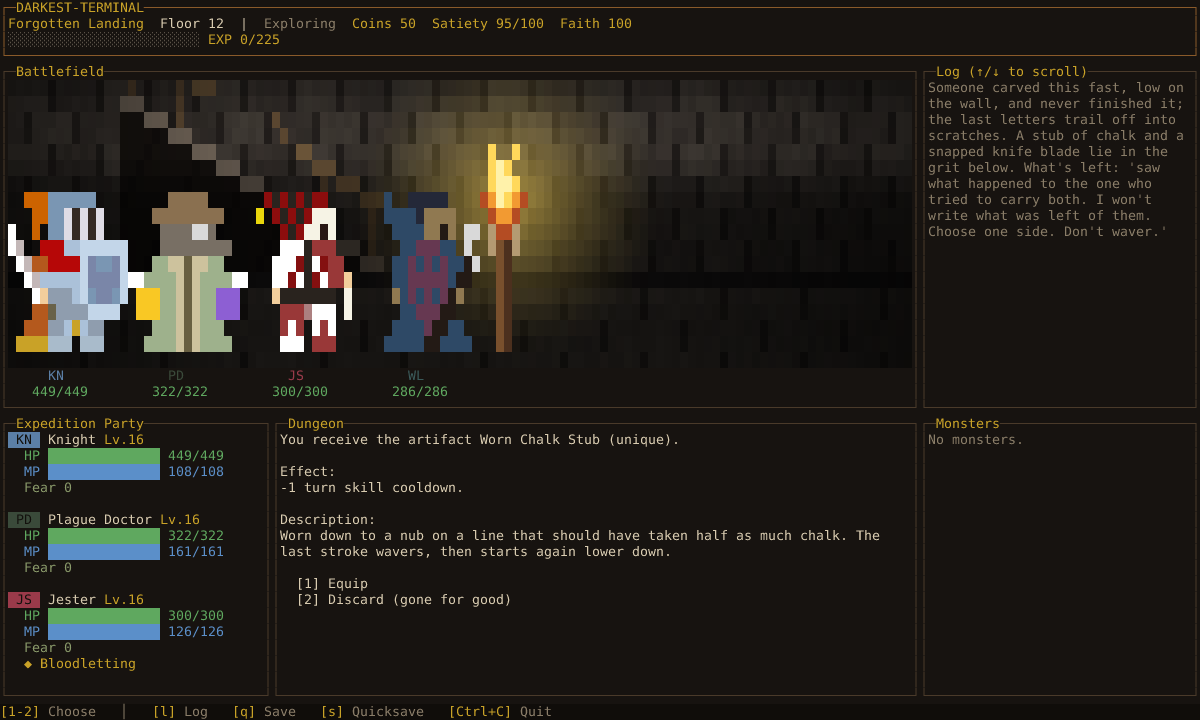 DARKEST-TERMINAL
Forgotten Landing  Floor 12  |  Exploring  Coins 50  Satiety 95/100  Faith 100
EXP 0/225
Battlefield
KN PD JS WL
449/449 322/322 300/300 286/286
Log (↑/↓ to scroll)
Someone carved this fast, low on
the wall, and never finished it;
the last letters trail off into
scratches. A stub of chalk and a
snapped knife blade lie in the
grit below. What's left: 'saw
what happened to the one who
tried to carry both. I won't
write what was left of them.
Choose one side. Don't waver.'
Expedition Party
KN Knight Lv.16
HP 449/449
MP 108/108
Fear 0
PD Plague Doctor Lv.16
HP 322/322
MP 161/161
Fear 0
JS Jester Lv.16
HP 300/300
MP 126/126
Fear 0
◆ Bloodletting
Dungeon
You receive the artifact Worn Chalk Stub (unique).
Effect:
-1 turn skill cooldown.
Description:
Worn down to a nub on a line that should have taken half as much chalk. The
last stroke wavers, then starts again lower down.
[1] Equip
[2] Discard (gone for good)
Monsters
No monsters.
[1-2] Choose │ [l] Log [q] Save [s] Quicksave [Ctrl+C] Quit